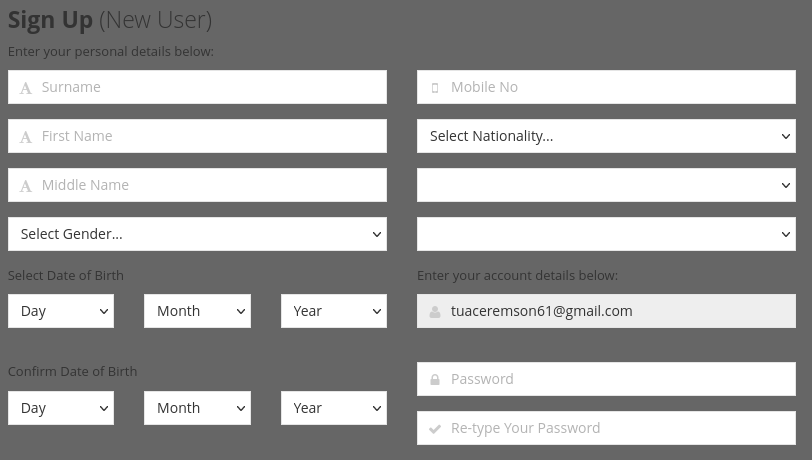 Sign Up (New User)
Enter your personal details below:
Surname
First Name
Middle Name
Select Gender...
Select Date of Birth
Day Month Year
Confirm Date of Birth
Day Month Year
Mobile No
Select Nationality...
Enter your account details below:
tuaceremson61@gmail.com
Password
Re-type Your Password